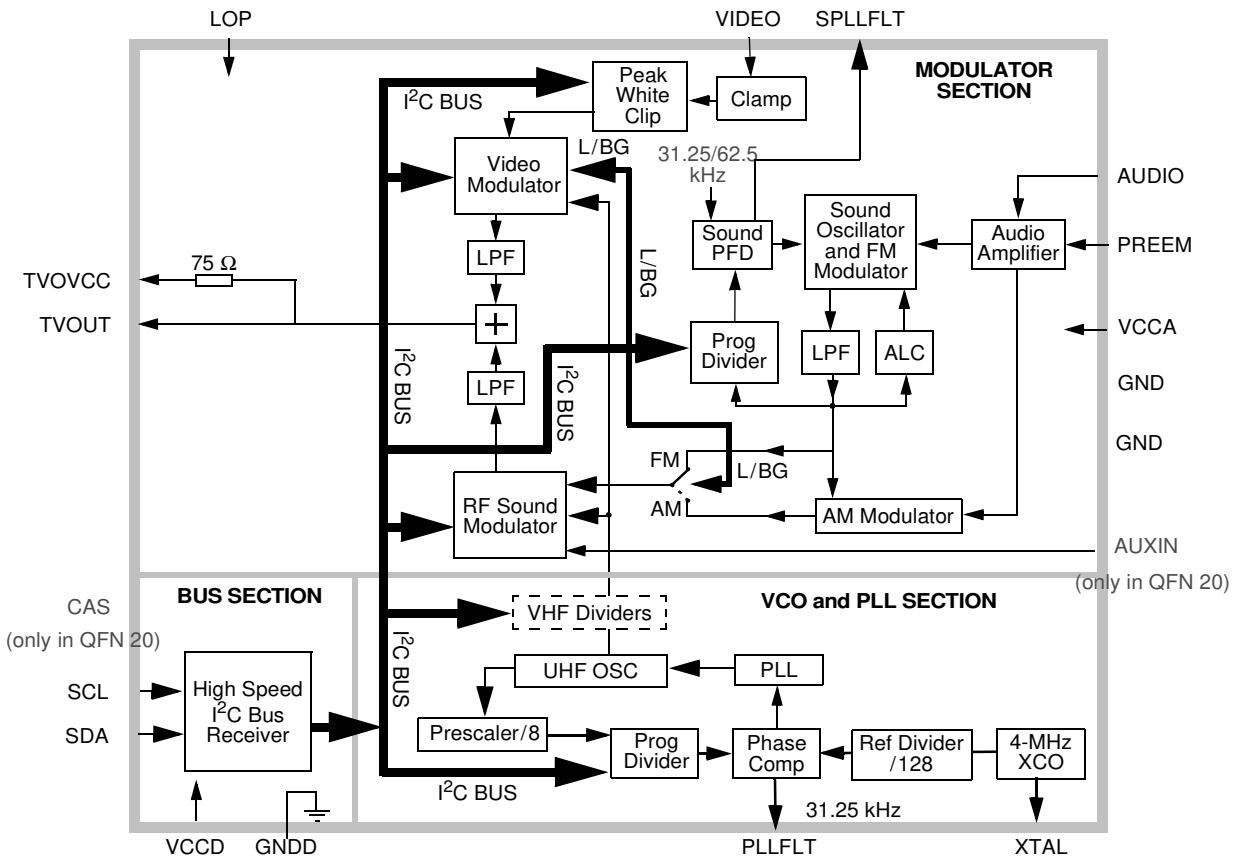 LOP
VIDEO
SPLLFLT
MODULATOR
SECTION
Peak
White
Clip
Clamp
I²C BUS
L/BG
Video
Modulator
31.25/62.5
kHz
AUDIO
Sound
PFD
Sound
Oscillator
and FM
Modulator
Audio
Amplifier
PREEM
LPF
L/BG
75 Ω
TVOVCC
TVOUT
+
VCCA
Prog
Divider
LPF
ALC
I²C BUS
I²C BUS
LPF
GND
GND
FM
L/BG
AM
RF Sound
Modulator
AM Modulator
AUXIN
(only in QFN 20)
BUS SECTION
VCO and PLL SECTION
CAS
(only in QFN 20)
VHF Dividers
I²C BUS
UHF OSC
PLL
SCL
SDA
High Speed
I²C Bus
Receiver
Prescaler/8
Prog
Divider
Phase
Comp
Ref Divider
/128
4-MHz
XCO
I²C BUS
31.25 kHz
VCCD
GNDD
PLLFLT
XTAL